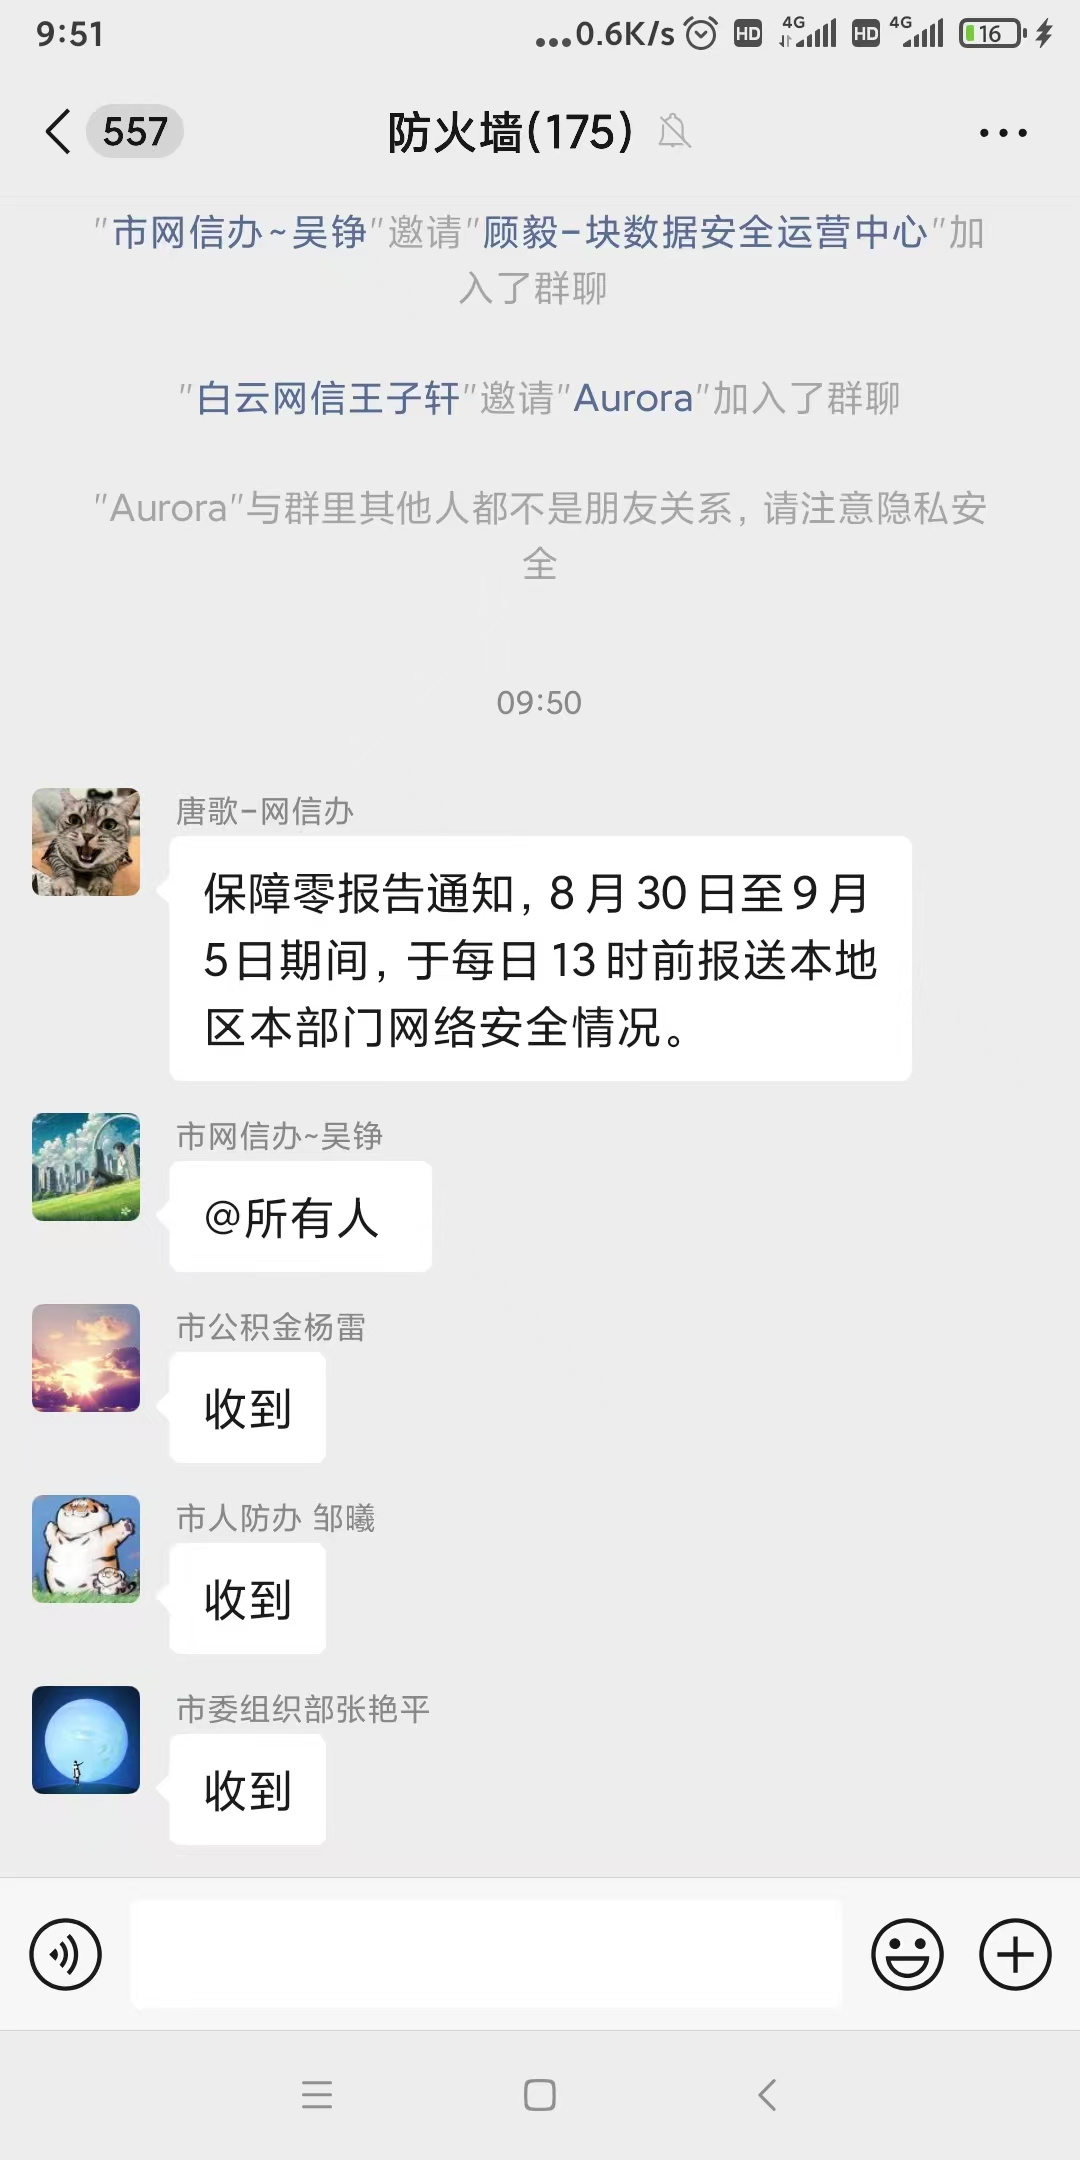 9:51
...0.6K/s HD 4G HD 4G 16
557
防火墙(175)
"市网信办~吴铮"邀请"顾毅-块数据安全运营中心"加
入了群聊
"白云网信王子轩"邀请"Aurora"加入了群聊
"Aurora"与群里其他人都不是朋友关系，请注意隐私安
全
09:50
唐歌-网信办
保障零报告通知，8月30日至9月
5日期间，于每日13时前报送本地
区本部门网络安全情况。
市网信办~吴铮
@所有人
市公积金杨雷
收到
市人防办 邹曦
收到
市委组织部张艳平
收到